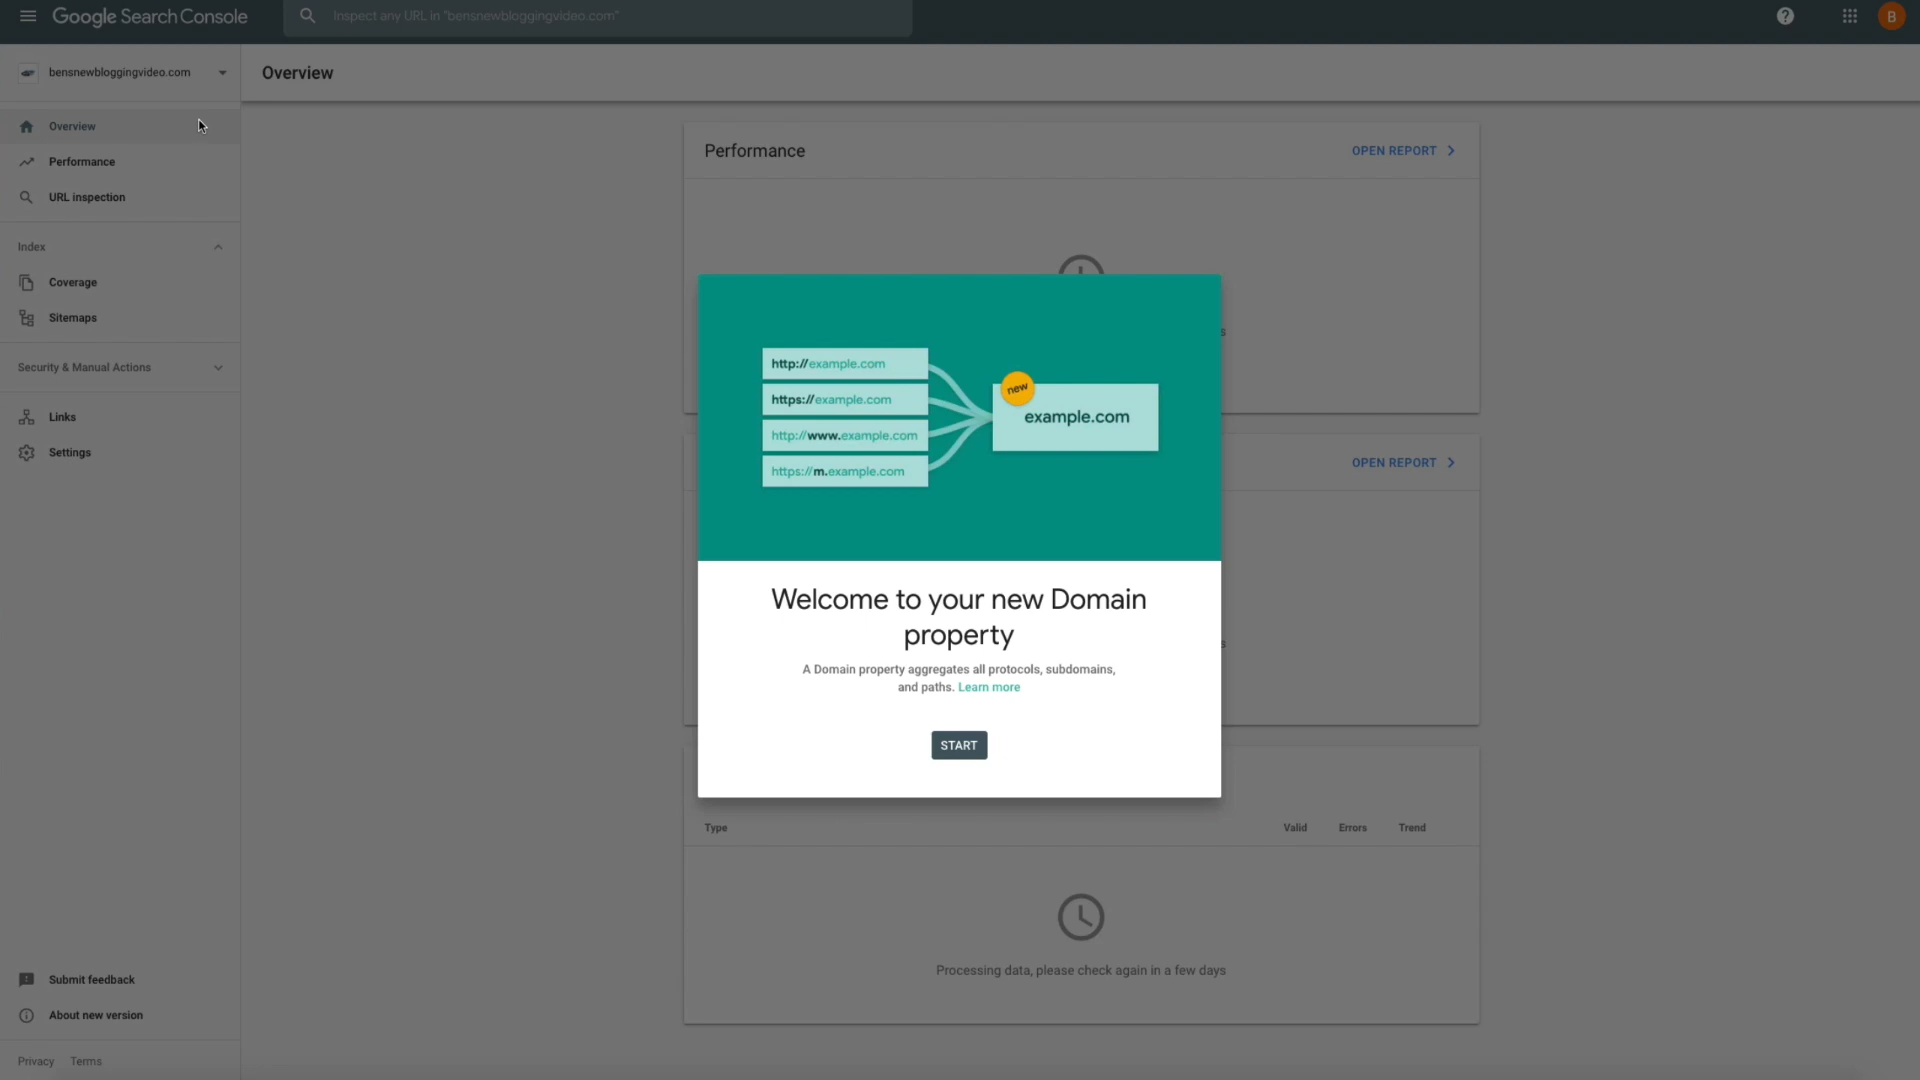 Google Search Console
Inspect any URL in "bensnewbloggingvideo.com"
B
bensnewbloggingvideo.com
Overview
Overview
Performance
URL inspection
Index
Coverage
Sitemaps
Security & Manual Actions
Links
Settings
Submit feedback
About new version
Privacy Terms
Performance
OPEN REPORT
s
OPEN REPORT
s
http://example.com
https://example.com
http://www.example.com
https://m.example.com
new
example.com
Welcome to your new Domain
property
A Domain property aggregates all protocols, subdomains,
and paths. Learn more
START
Type Valid Errors Trend
Processing data, please check again in a few days